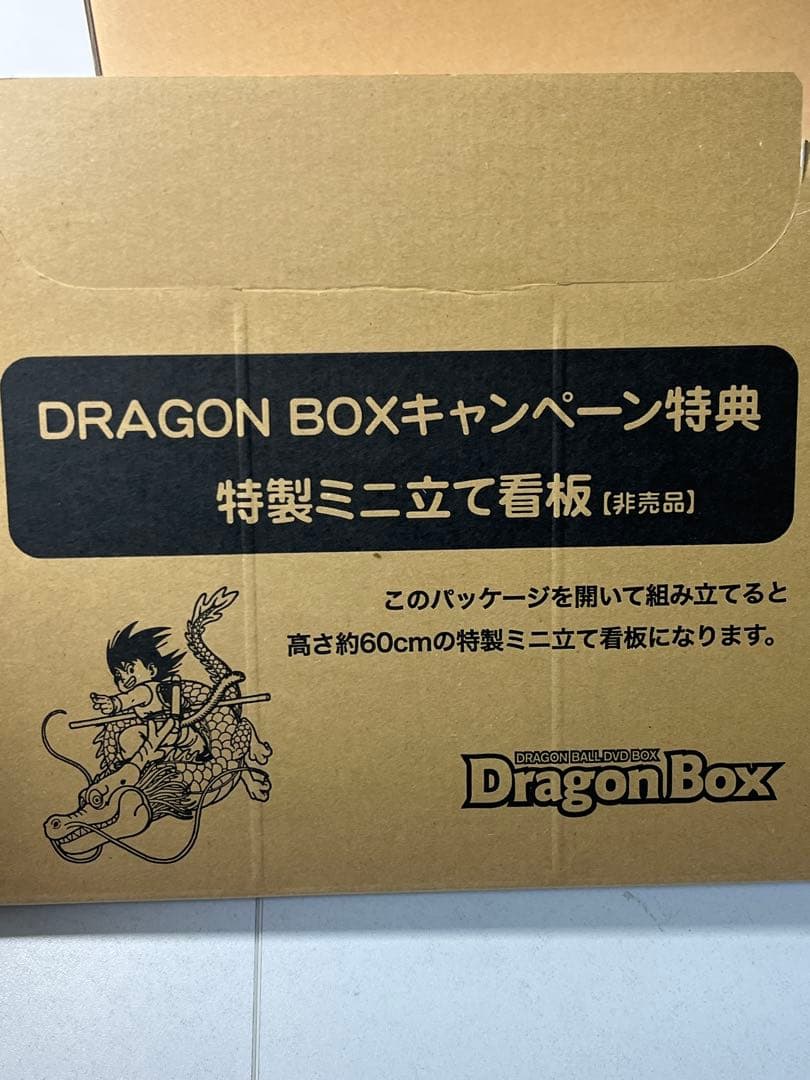 DRAGON BOXキャンペーン特典
特製ミニ立て看板【非売品】
このパッケージを開いて組み立てると
高さ約60cmの特製ミニ立て看板になります。
DRAGON BALL DVD BOX
DragonBox